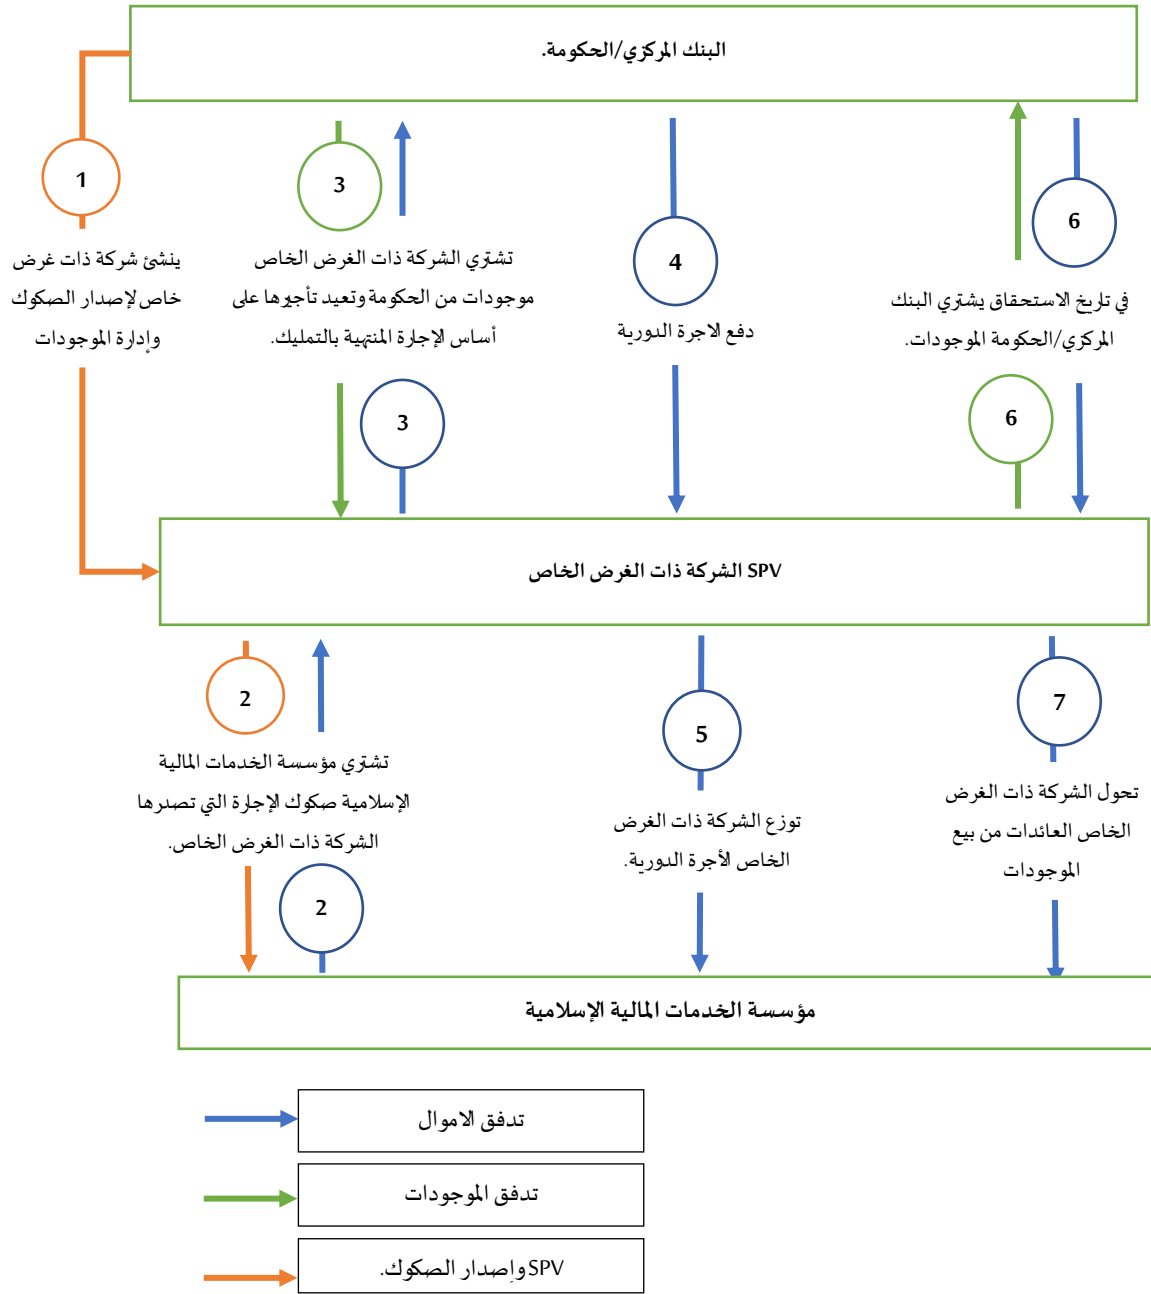 البنك المركزي/الحكومة.
1
3
6
4
ينشئ شركة ذات غرض
خاص لإصدار الصكوك
وإدارة الموجودات
تشتري الشركة ذات الغرض الخاص
موجودات من الحكومة وتعيد تأجيرها على
أساس الإجارة المنتهية بالتمليك.
دفع الاجرة الدورية
في تاريخ الاستحقاق يشتري البنك
المركزي/الحكومة الموجودات.
3
6
SPV الشركة ذات الغرض الخاص
2
5
7
تشتري مؤسسة الخدمات المالية
الإسلامية صكوك الإجارة التي تصدرها
الشركة ذات الغرض الخاص.
توزع الشركة ذات الغرض
الخاص الأجرة الدورية.
تحول الشركة ذات الغرض
الخاص العائدات من بيع
الموجودات
2
مؤسسة الخدمات المالية الإسلامية
تدفق الاموال
تدفق الموجودات
SPV وإصدار الصكوك.